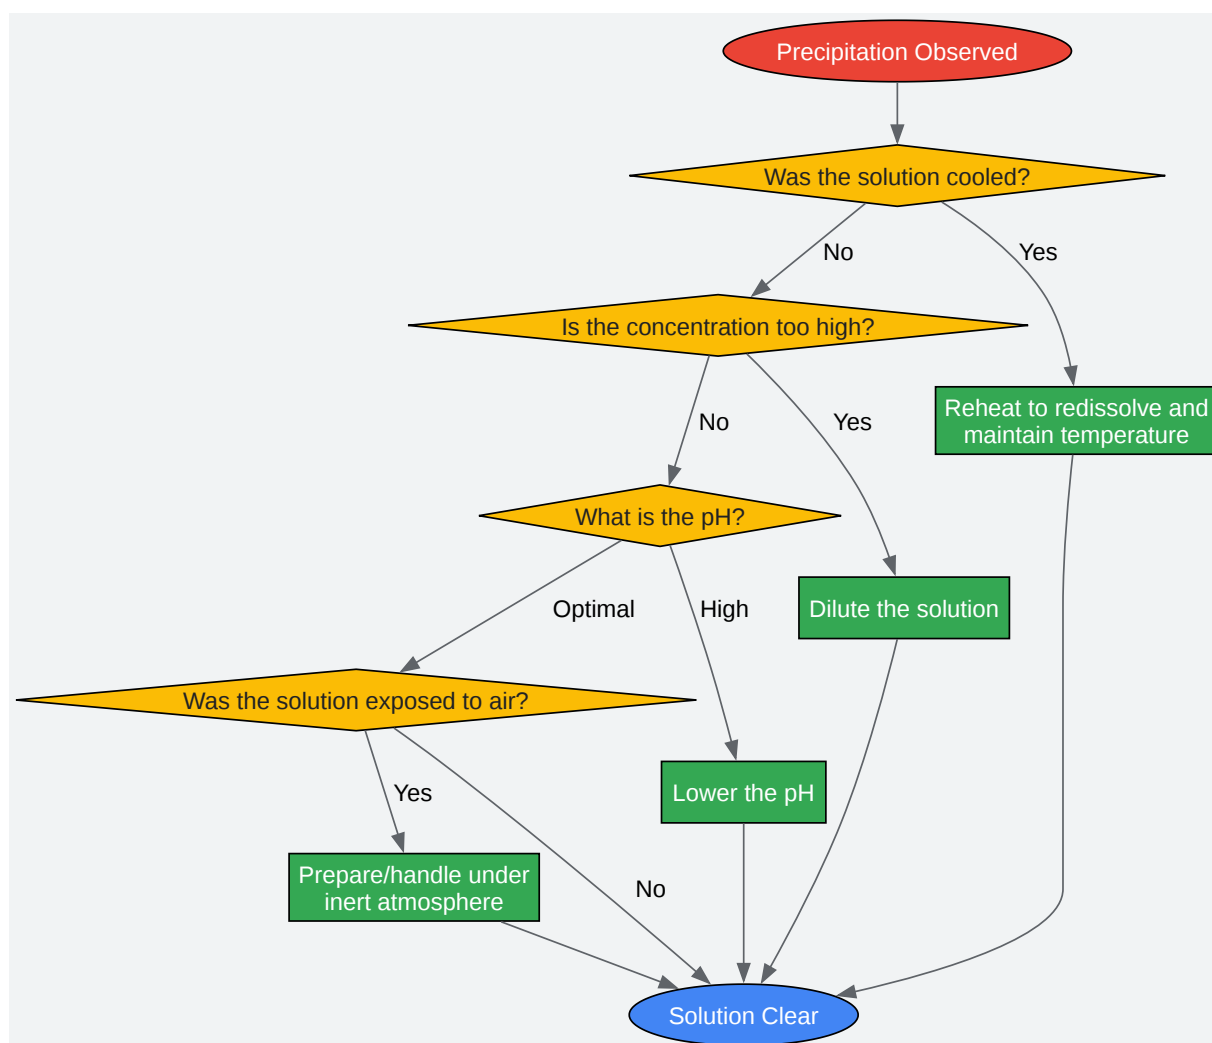 Precipitation Observed
Was the solution cooled?
No
Yes
Is the concentration too high?
Reheat to redissolve and
maintain temperature
No
Yes
What is the pH?
Optimal
High
Dilute the solution
Was the solution exposed to air?
Yes
Lower the pH
Prepare/handle under
inert atmosphere
No
Solution Clear